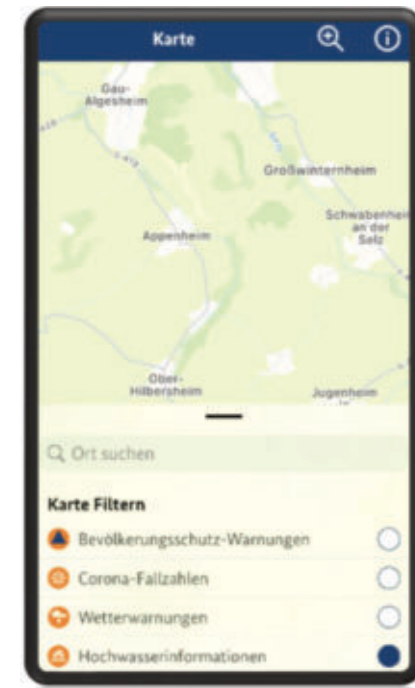 Karte
Gau-
Algesheim
Großwinternheim
Schwabenhei
an der
Selz
Appenheim
Ober-
Hilbersheim
Jugenheim
Ort suchen
Karte Filtern
Bevölkerungsschutz-Warnungen
Corona-Fallzahlen
Wetterwarnungen
Hochwasserinformationen